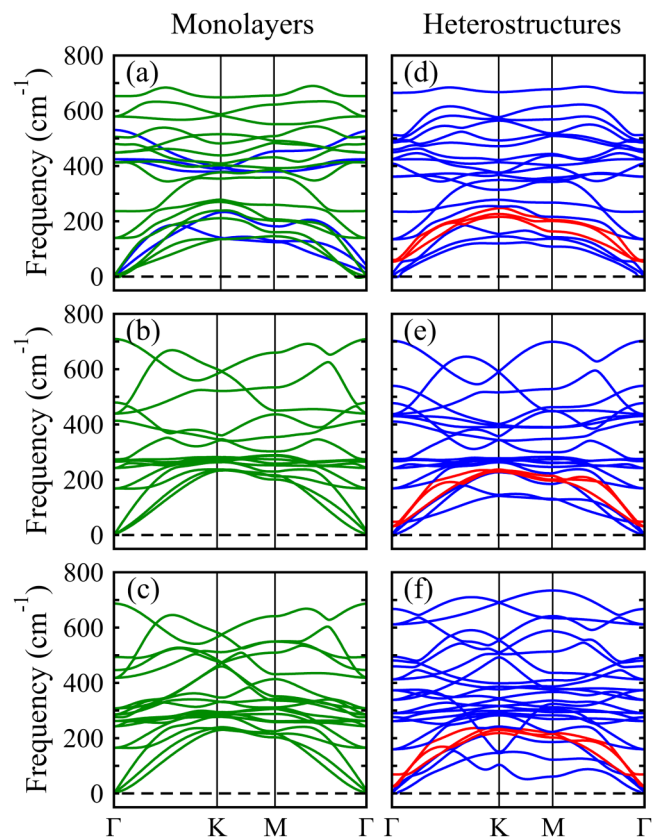 Monolayers Heterostructures
800 (a) (d)
600
400
200
0
Frequency (cm⁻¹)
800 (b) (e)
600
400
200
0
Frequency (cm⁻¹)
800 (c) (f)
600
400
200
0
Frequency (cm⁻¹)
Γ K M Γ Γ K M Γ